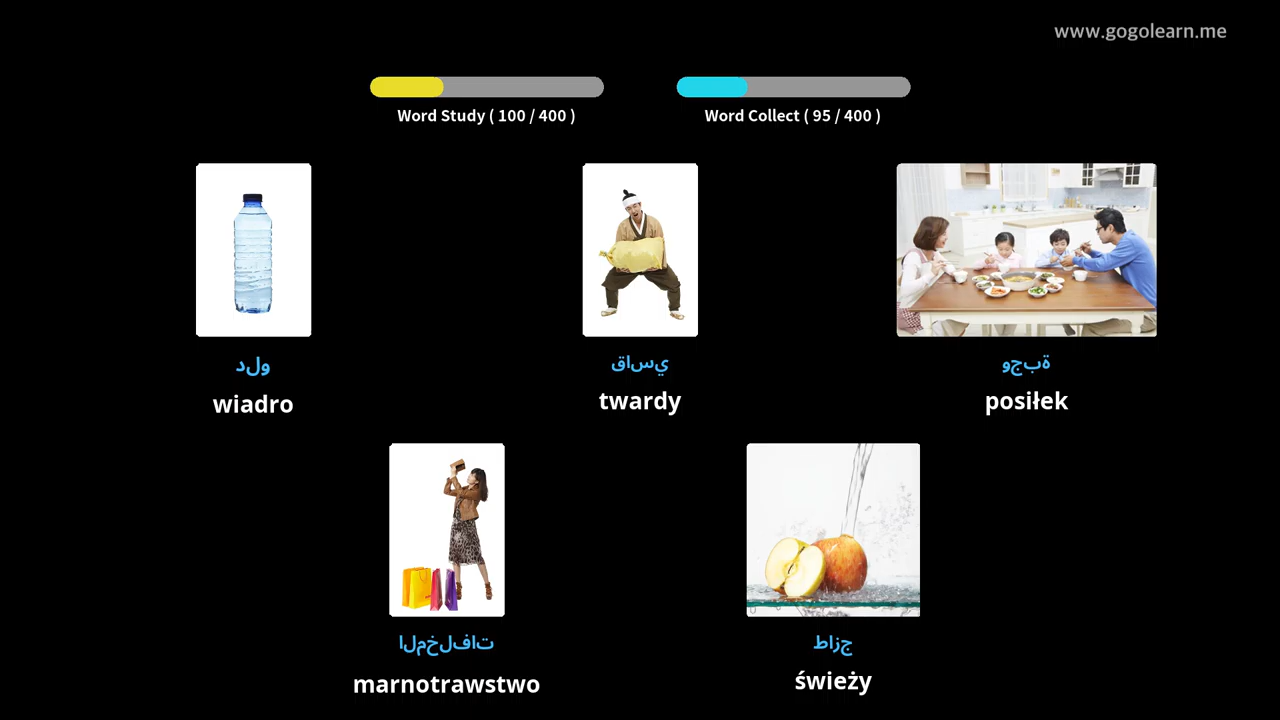 www.gogolearn.me
Word Study ( 100 / 400 )
Word Collect ( 95 / 400 )
دلو
wiadro
قاسي
twardy
وجبة
posiłek
المخلفات
marnotrawstwo
طازج
świeży